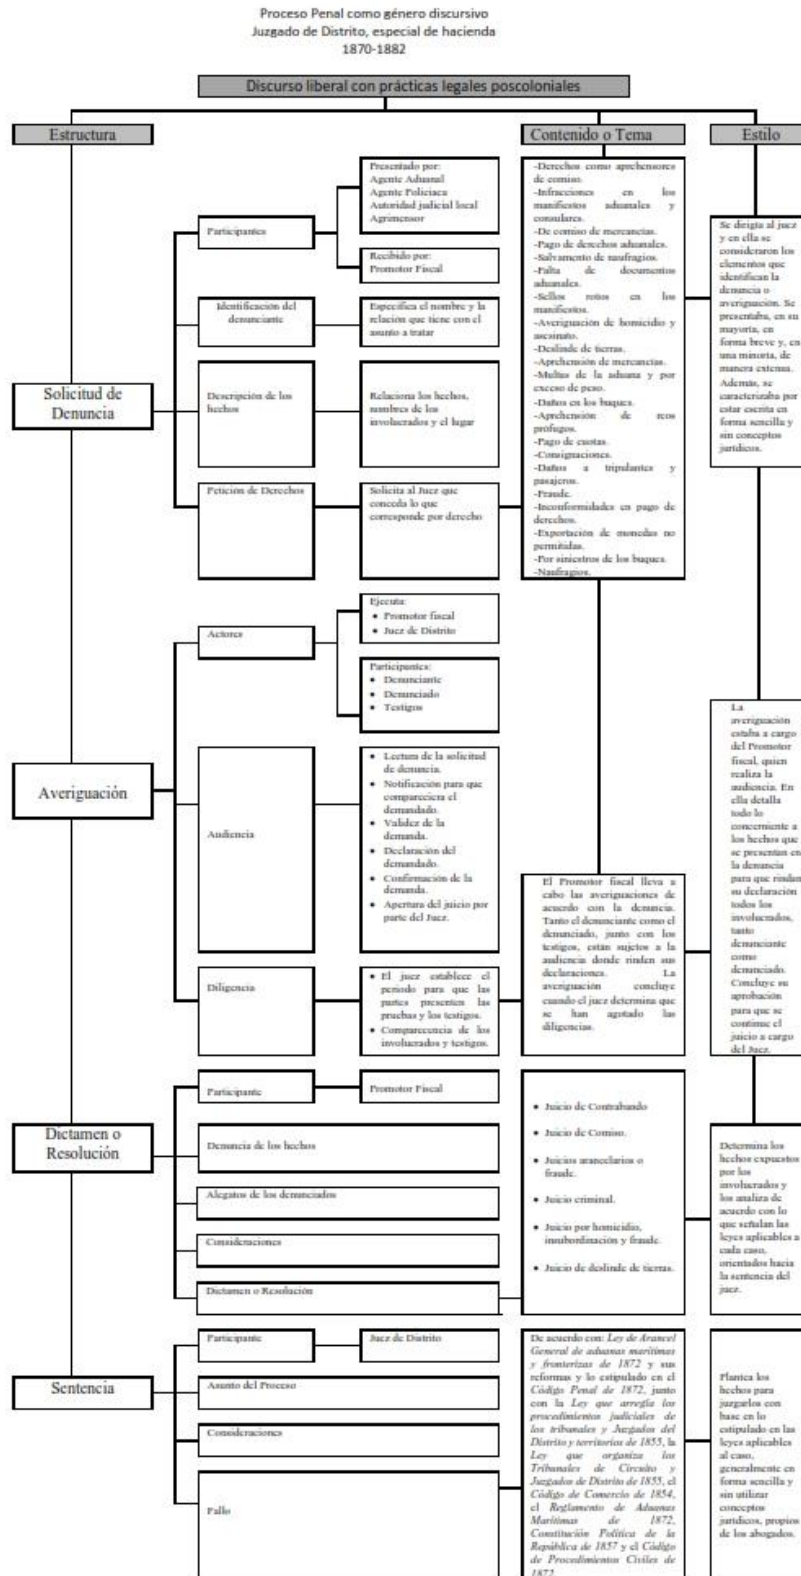 Proceso Penal como género discursivo
Juzgado de Distrito, especial de hacienda
1870-1882
Discurso liberal con prácticas legales poscoloniales
Estructura
Contenido o Tema
Estilo
Solicitud de
Denuncia
Participantes
Presentado por:
Agente Aduanal
Agente Policiaca
Autoridad judicial local
Agrimensor
Recibido por:
Promotor Fiscal
Identificación del
denunciante
Especifica el nombre y la
relación que tiene con el
asunto a tratar
Descripción de los
hechos
Relaciona los hechos,
nombres de los
involucrados y el lugar
Petición de Derechos
Solicita al Juez que
conceda lo que
corresponde por derecho
-Derechos como aprehensores
de comiso.
-Infracciones en los
manifiestos aduanales y
consulares.
-De comiso de mercancías.
-Pago de derechos aduanales.
-Salvamento de naufragios.
-Falta de documentos
aduanales.
-Sellos rotos en los
manifiestos.
-Averiguación de homicidio y
asesinato.
-Deslinde de tierras.
-Aprehensión de mercancías.
-Multas de la aduana y por
exceso de peso.
-Daños en los buques.
-Aprehensión de reos
prófugos.
-Pago de cuotas.
-Consignaciones.
-Daños a tripulantes y
pasajeros.
-Fraude.
-Inconformidades en pago de
derechos.
-Exportación de monedas no
permitidas.
-Por siniestros de los buques.
-Naufragios.
Se dirigía al juez
y en ella se
consideraron los
elementos que
identifican la
denuncia o
averiguación. Se
presentaba, en su
mayoría, en
forma breve y, en
una minoría, de
manera extensa.
Además, se
caracterizaba por
estar escrita en
forma sencilla y
sin conceptos
jurídicos.
Averiguación
Actores
Ejecuta:
• Promotor fiscal
• Juez de Distrito
Participantes:
• Denunciante
• Denunciado
• Testigos
Audiencia
• Lectura de la solicitud
de denuncia.
• Notificación para que
compareciera el
demandado.
• Validez de la
demanda.
• Declaración del
demandado.
• Confirmación de la
demanda.
• Apertura del juicio por
parte del Juez.
Diligencia
• El juez establece el
periodo para que las
partes presenten las
pruebas y los testigos.
• Comparecencia de los
involucrados y testigos.
El Promotor fiscal lleva a
cabo las averiguaciones de
acuerdo con la denuncia.
Tanto el denunciante como el
denunciado, junto con los
testigos, están sujetos a la
audiencia donde rinden sus
declaraciones. La
averiguación concluye
cuando el juez determina que
se han agotado las
diligencias.
La
averiguación
estaba a cargo
del Promotor
fiscal, quien
realiza la
audiencia. En
ella detalla
todo lo
concerniente a
los hechos que
se presentan en
la denuncia
para que rindan
su declaración
todos los
involucrados,
tanto
denunciante
como
denunciado.
Concluye su
aprobación
para que se
continue el
juicio a cargo
del Juez.
Dictamen o
Resolución
Participante
Promotor Fiscal
Denuncia de los hechos
Alegatos de los denunciados
Consideraciones
Dictamen o Resolución
• Juicio de Contrabando
• Juicio de Comiso.
• Juicios arancelarios o
fraude.
• Juicio criminal.
• Juicio por homicidio,
insubordinación y fraude.
• Juicio de deslinde de tierras.
Determina los
hechos expuestos
por los
involucrados y
los analiza de
acuerdo con lo
que señalan las
leyes aplicables a
cada caso,
orientados hacia
la sentencia del
juez.
Sentencia
Participante
Juez de Distrito
Asunto del Proceso
Consideraciones
Fallo
De acuerdo con: Ley de Arancel
General de aduanas marítimas
y fronterizas de 1872 y sus
reformas y lo estipulado en el
Código Penal de 1872, junto
con la Ley que arregla los
procedimientos judiciales de
los tribunales y Juzgados del
Distrito y territorios de 1855, la
Ley que organiza los
Tribunales de Circuito y
Juzgados de Distrito de 1855, el
Código de Comercio de 1854,
el Reglamento de Aduanas
Marítimas de 1872,
Constitución Política de la
República de 1857 y el Código
de Procedimientos Civiles de
1872.
Plantea los
hechos para
juzgarlos con
base en lo
estipulado en las
leyes aplicables
al caso,
generalmente en
forma sencilla y
sin utilizar
conceptos
jurídicos, propios
de los abogados.